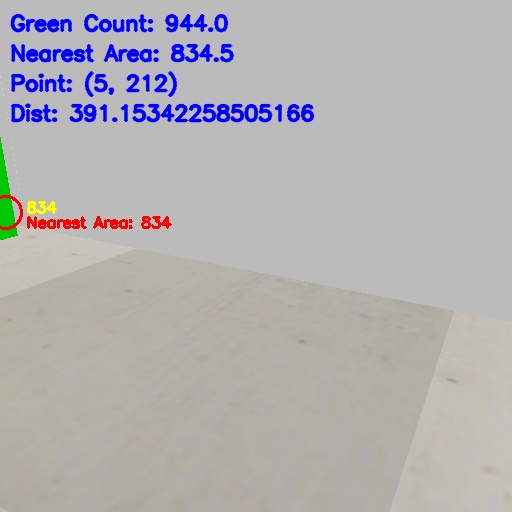 Green Count: 944.0
Nearest Area: 834.5
Point: (5, 212)
Dist: 391.15342258505166
834
Nearest Area: 834